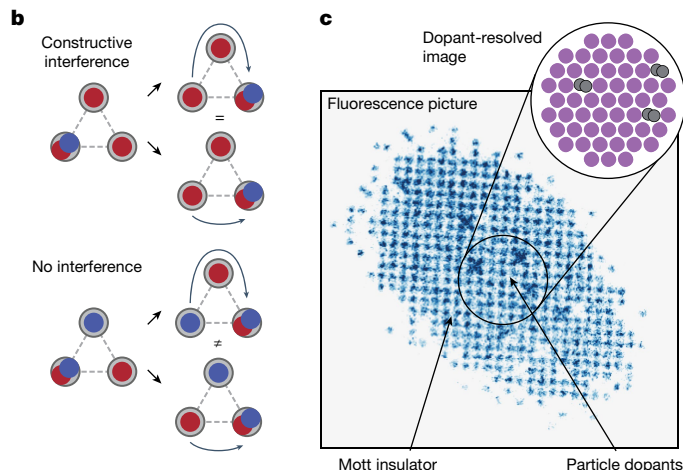 b
Constructive
interference
=
No interference
≠
c
Dopant-resolved
image
Fluorescence picture
Mott insulator
Particle dopants